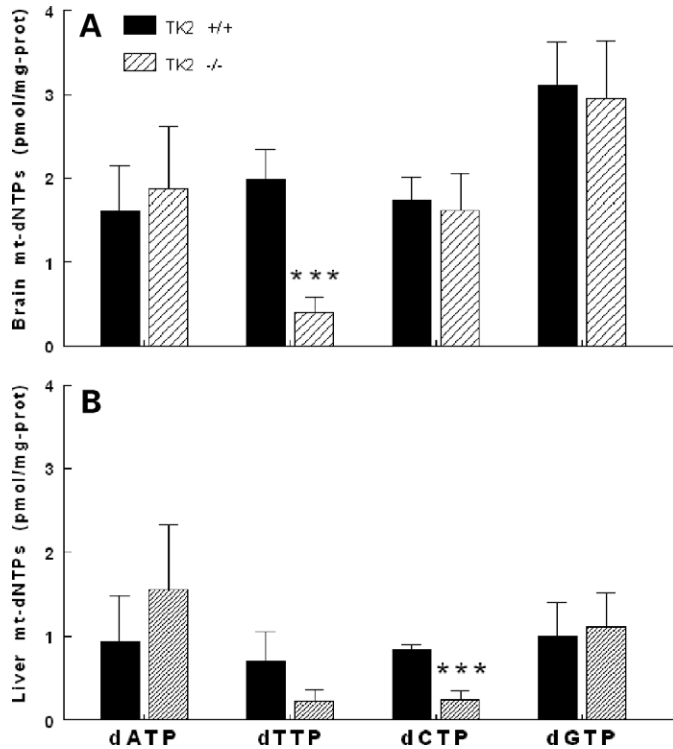 A
TK2 +/+
TK2 -/-
Brain mt-dNTPs (pmol/mg-prot)
4
3
2
1
0
***
B
Liver mt-dNTPs (pmol/mg-prot)
4
3
2
1
0
***
dATP dTTP dCTP dGTP